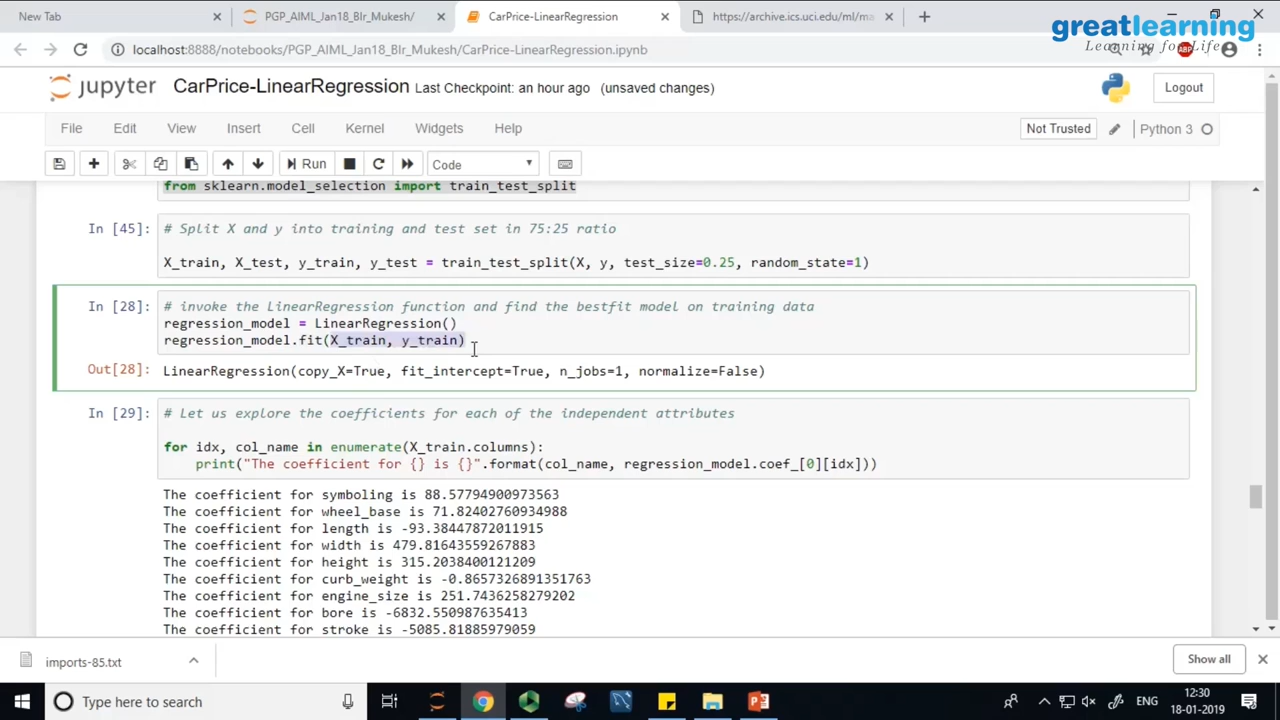 New Tab
PGP_AIML_Jan18_Blr_Mukesh/
CarPrice-LinearRegression
https://archive.ics.uci.edu/ml/ma
greatlearning
Learning for Life
localhost:8888/notebooks/PGP_AIML_Jan18_Blr_Mukesh/CarPrice-LinearRegression.ipynb
ABP
jupyter CarPrice-LinearRegression Last Checkpoint: an hour ago (unsaved changes)
Logout
File Edit View Insert Cell Kernel Widgets Help
Not Trusted
Python 3
Run
Code
from sklearn.model_selection import train_test_split
In [45]: # Split X and y into training and test set in 75:25 ratio
X_train, X_test, y_train, y_test = train_test_split(X, y, test_size=0.25, random_state=1)
In [28]: # invoke the LinearRegression function and find the bestfit model on training data
regression_model = LinearRegression()
regression_model.fit(X_train, y_train)
Out[28]: LinearRegression(copy_X=True, fit_intercept=True, n_jobs=1, normalize=False)
In [29]: # Let us explore the coefficients for each of the independent attributes
for idx, col_name in enumerate(X_train.columns):
print("The coefficient for {} is {}".format(col_name, regression_model.coef_[0][idx]))
The coefficient for symboling is 88.57794900973563
The coefficient for wheel_base is 71.82402760934988
The coefficient for length is -93.38447872011915
The coefficient for width is 479.81643559267883
The coefficient for height is 315.2038400121209
The coefficient for curb_weight is -0.8657326891351763
The coefficient for engine_size is 251.7436258279202
The coefficient for bore is -6832.550987635413
The coefficient for stroke is -5085.81885979059
imports-85.txt
Show all
Type here to search
ENG
12:30
18-01-2019